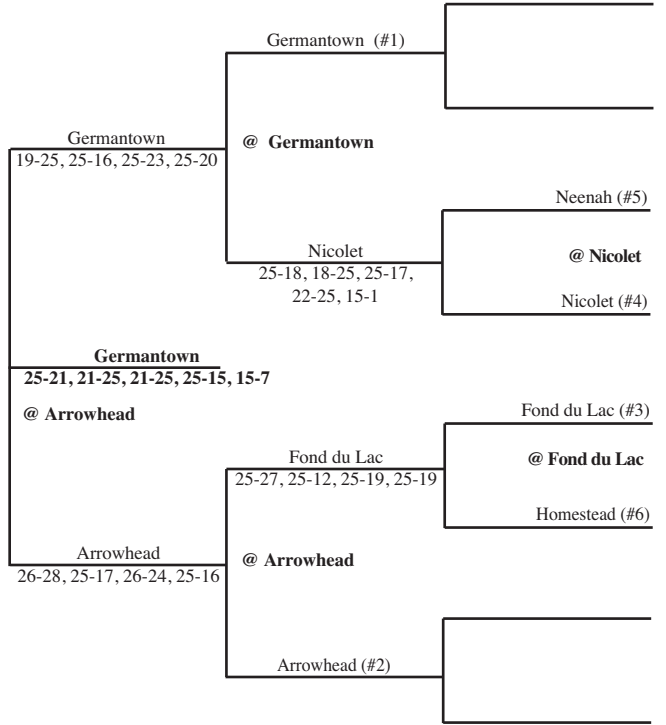 Germantown (#1)
Germantown
19-25, 25-16, 25-23, 25-20
@ Germantown
Neenah (#5)
Nicolet
25-18, 18-25, 25-17,
22-25, 15-1
@ Nicolet
Nicolet (#4)
Germantown
25-21, 21-25, 21-25, 25-15, 15-7
@ Arrowhead
Fond du Lac (#3)
Fond du Lac
25-27, 25-12, 25-19, 25-19
@ Fond du Lac
Homestead (#6)
Arrowhead
26-28, 25-17, 26-24, 25-16
@ Arrowhead
Arrowhead (#2)